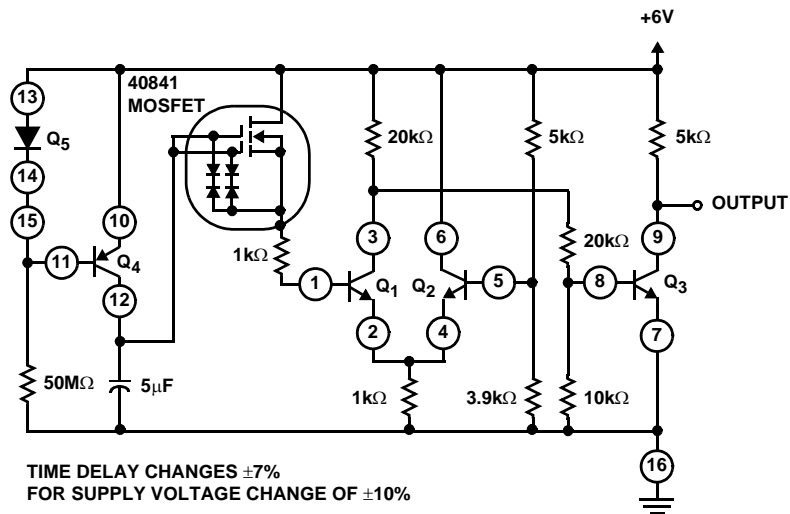 +6V
40841
MOSFET
13
Q5
20kΩ
5kΩ
5kΩ
14
OUTPUT
15
10
6
3
9
20kΩ
1kΩ
11
Q4
1
Q1
Q2
5
8
Q3
12
2
4
7
50MΩ
5μF
1kΩ
3.9kΩ
10kΩ
16
TIME DELAY CHANGES ±7%
FOR SUPPLY VOLTAGE CHANGE OF ±10%